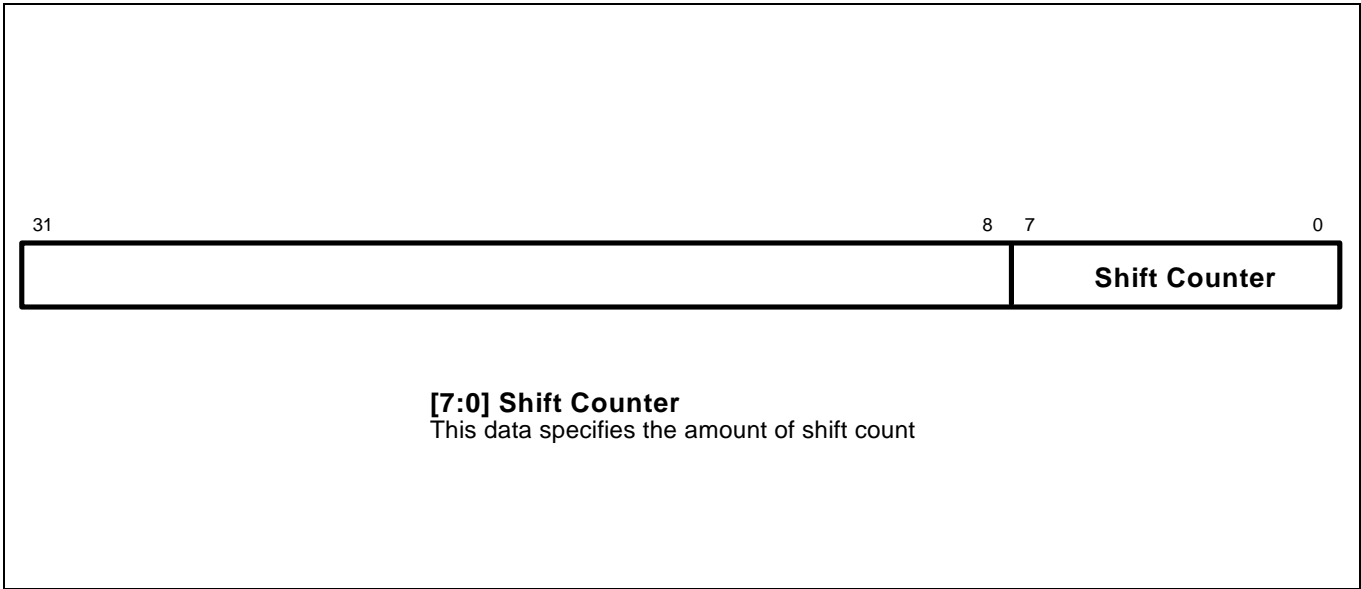 31 8 7 0
Shift Counter
[7:0] Shift Counter
This data specifies the amount of shift count